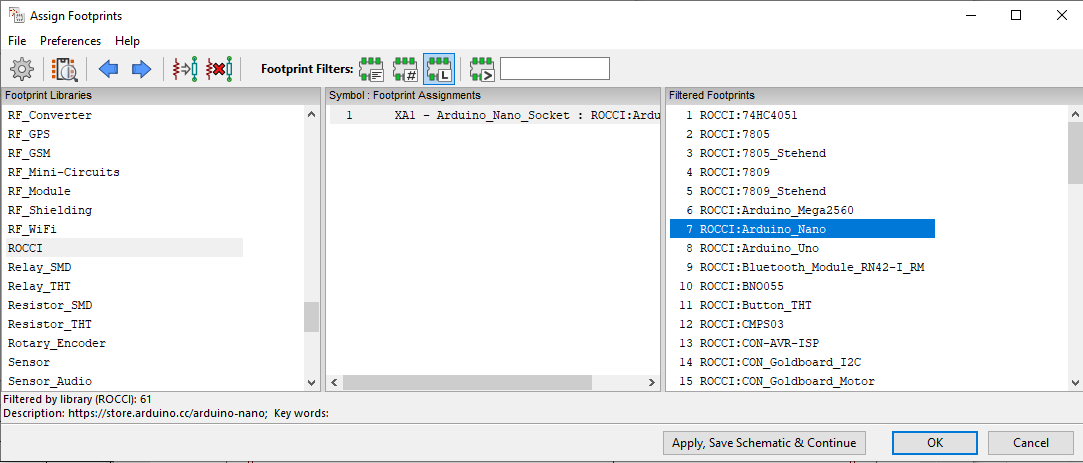 Assign Footprints
File Preferences Help
Footprint Filters:
Footprint Libraries
RF_Converter
RF_GPS
RF_GSM
RF_Mini-Circuits
RF_Module
RF_Shielding
RF_WiFi
ROCCI
Relay_SMD
Relay_THT
Resistor_SMD
Resistor_THT
Rotary_Encoder
Sensor
Sensor_Audio
Symbol : Footprint Assignments
1 XA1 - Arduino_Nano_Socket : ROCCI:Ardu
Filtered Footprints
1 ROCCI:74HC4051
2 ROCCI:7805
3 ROCCI:7805_Stehend
4 ROCCI:7809
5 ROCCI:7809_Stehend
6 ROCCI:Arduino_Mega2560
7 ROCCI:Arduino_Nano
8 ROCCI:Arduino_Uno
9 ROCCI:Bluetooth_Module_RN42-I_RM
10 ROCCI:BNO055
11 ROCCI:Button_THT
12 ROCCI:CMPS03
13 ROCCI:CON-AVR-ISP
14 ROCCI:CON_Goldboard_I2C
15 ROCCI:CON_Goldboard_Motor
Filtered by library (ROCCI): 61
Description: https://store.arduino.cc/arduino-nano; Key words:
Apply, Save Schematic & Continue
OK
Cancel